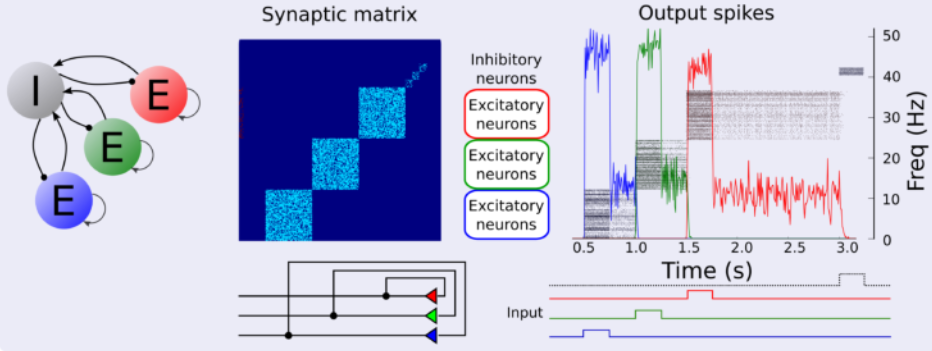 Synaptic matrix
Output spikes
I
E
E
E
Inhibitory
neurons
Excitatory
neurons
Excitatory
neurons
Excitatory
neurons
50
40
30
20
10
0
Freq (Hz)
0.5 1.0 1.5 2.0 2.5 3.0
Time (s)
Input